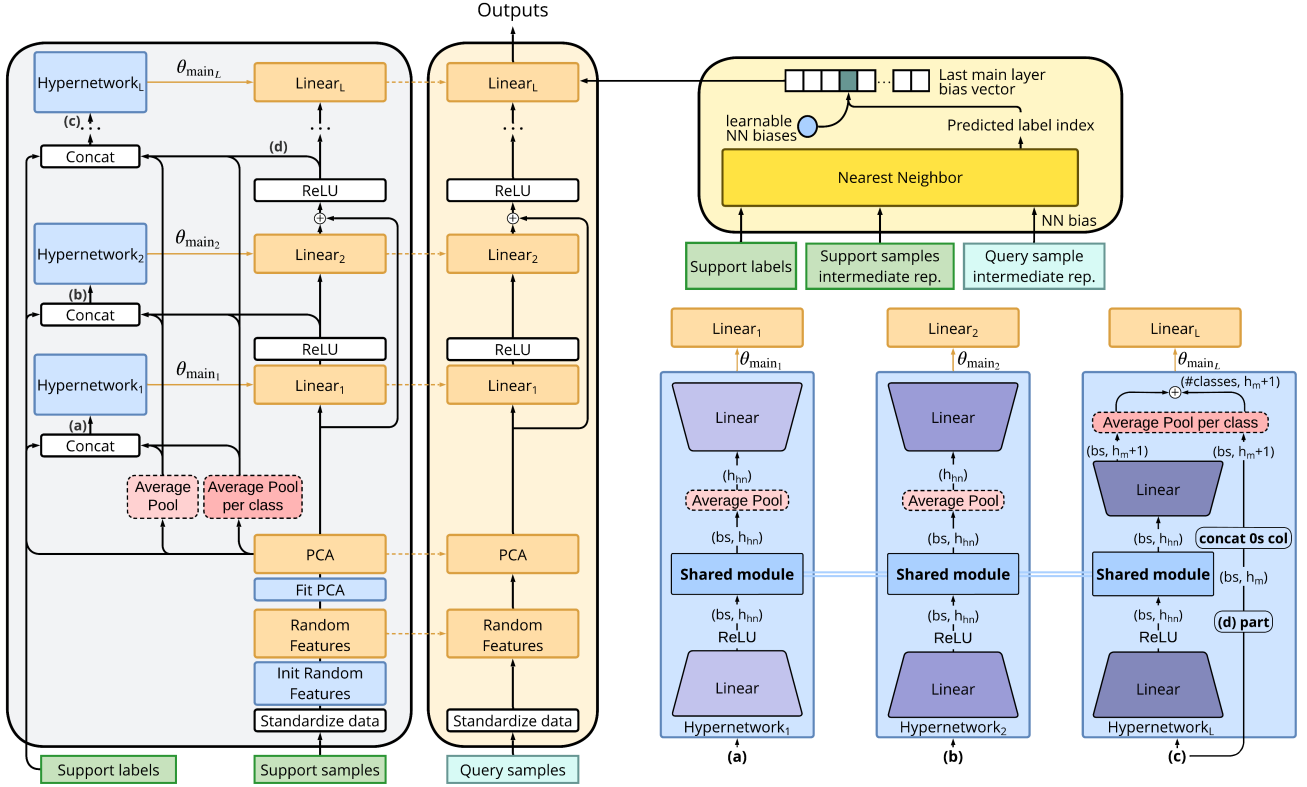 Outputs
Hypernetwork_L
θ_main_L
Linear_L
Linear_L
(c)
...
...
...
Concat
(d)
ReLU
ReLU
Hypernetwork_2
θ_main_2
Linear_2
Linear_2
(b)
Concat
ReLU
ReLU
Hypernetwork_1
θ_main_1
Linear_1
Linear_1
(a)
Concat
Average
Pool
Average Pool
per class
PCA
PCA
Fit PCA
Random
Features
Random
Features
Init Random
Features
Standardize data
Standardize data
Support labels
Support samples
Query samples
...
Last main layer
bias vector
learnable
NN biases
Predicted label index
Nearest Neighbor
NN bias
Support labels
Support samples
intermediate rep.
Query sample
intermediate rep.
Linear_1
θ_main_1
Linear
(h_hn)
Average Pool
(bs, h_hn)
Shared module
(bs, h_hn)
ReLU
Linear
Hypernetwork_1
(a)
Linear_2
θ_main_2
Linear
(h_hn)
Average Pool
(bs, h_hn)
Shared module
(bs, h_hn)
ReLU
Linear
Hypernetwork_2
(b)
Linear_L
θ_main_L
(#classes, h_m+1)
Average Pool per class
(bs, h_m+1)
(bs, h_m+1)
Linear
concat 0s col
(bs, h_hn)
Shared module
(bs, h_m)
(bs, h_hn)
(d) part
ReLU
Linear
Hypernetwork_L
(c)